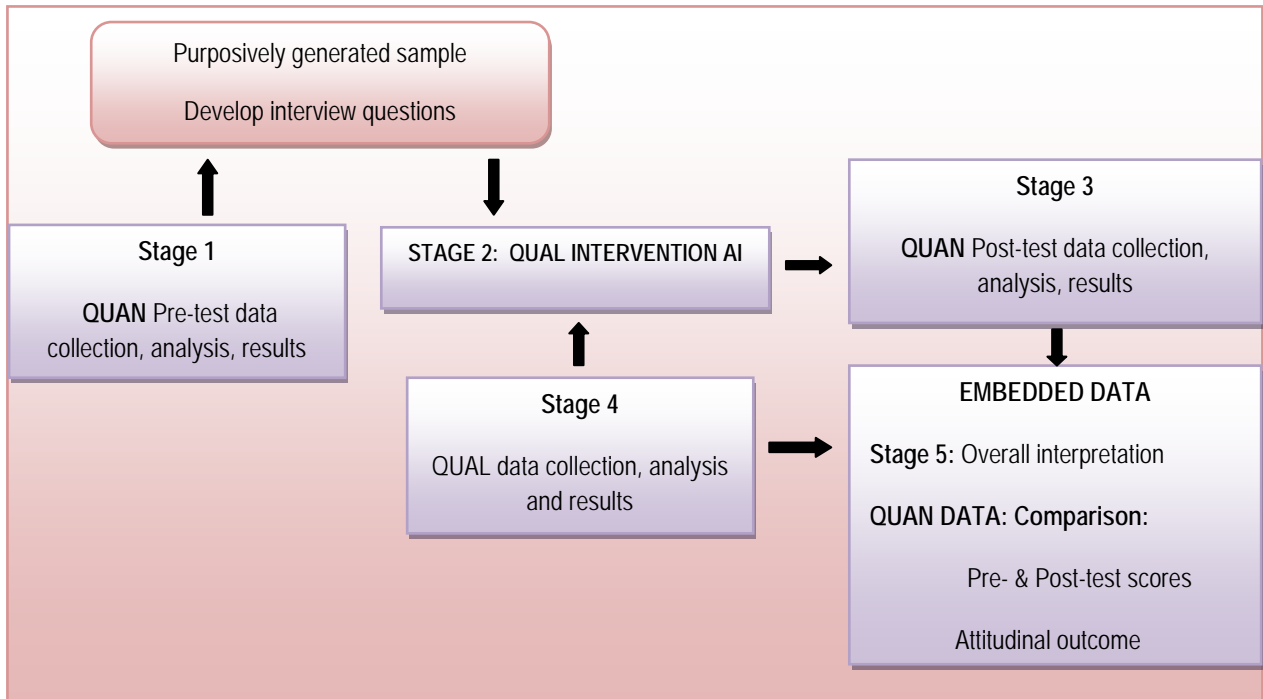 Purposively generated sample
Develop interview questions
Stage 1
QUAN Pre-test data
collection, analysis, results
STAGE 2:  QUAL INTERVENTION AI
Stage 3
QUAN Post-test data collection,
analysis, results
Stage 4
QUAL data collection, analysis
and results
EMBEDDED DATA
Stage 5: Overall interpretation
QUAN DATA: Comparison:
Pre- & Post-test scores
Attitudinal outcome